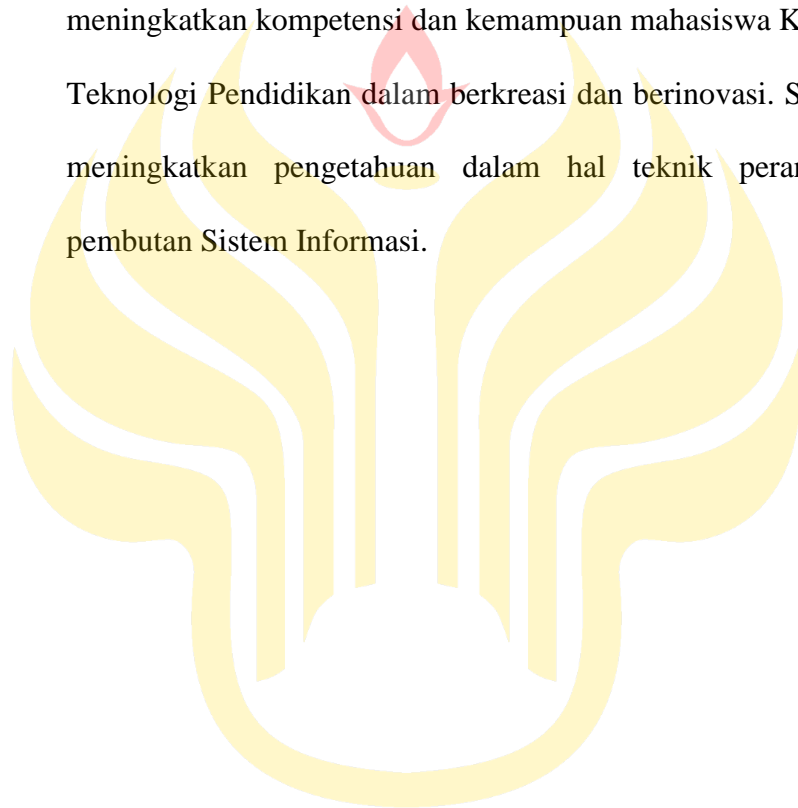 meningkatkan kompetensi dan kemampuan mahasiswa
Teknologi Pendidikan dalam berkreasi dan berinovasi.
meningkatkan pengetahuan dalam hal teknik
pembutan Sistem Informasi.